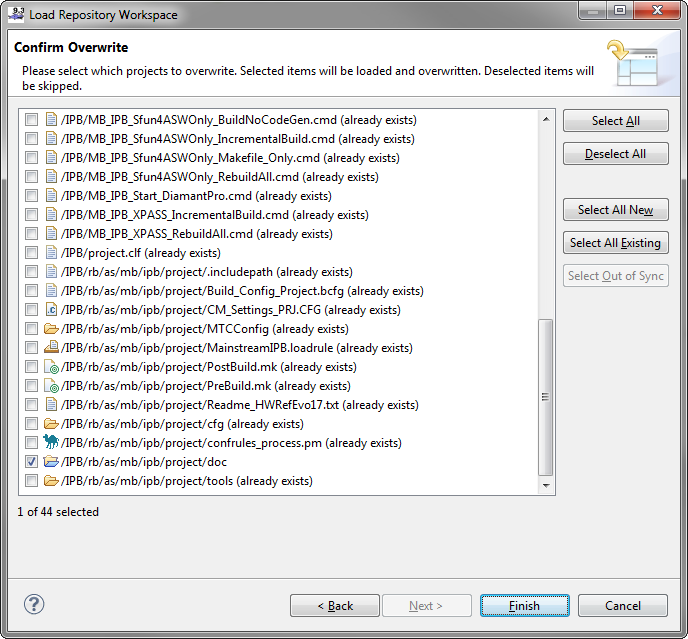 9.3
Load Repository Workspace
Confirm Overwrite
Please select which projects to overwrite. Selected items will be loaded and overwritten. Deselected items will
be skipped.
/IPB/MB_IPB_Sfun4ASWOnly_BuildNoCodeGen.cmd (already exists)
/IPB/MB_IPB_Sfun4ASWOnly_IncrementalBuild.cmd (already exists)
/IPB/MB_IPB_Sfun4ASWOnly_Makefile_Only.cmd (already exists)
/IPB/MB_IPB_Sfun4ASWOnly_RebuildAll.cmd (already exists)
/IPB/MB_IPB_Start_DiamantPro.cmd (already exists)
/IPB/MB_IPB_XPASS_IncrementalBuild.cmd (already exists)
/IPB/MB_IPB_XPASS_RebuildAll.cmd (already exists)
/IPB/project.clf (already exists)
/IPB/rb/as/mb/ipb/project/.includepath (already exists)
/IPB/rb/as/mb/ipb/project/Build_Config_Project.bcfg (already exists)
.c /IPB/rb/as/mb/ipb/project/CM_Settings_PRJ.CFG (already exists)
/IPB/rb/as/mb/ipb/project/MTCConfig (already exists)
/IPB/rb/as/mb/ipb/project/MainstreamIPB.loadrule (already exists)
/IPB/rb/as/mb/ipb/project/PostBuild.mk (already exists)
/IPB/rb/as/mb/ipb/project/PreBuild.mk (already exists)
/IPB/rb/as/mb/ipb/project/Readme_HWRefEvo17.txt (already exists)
/IPB/rb/as/mb/ipb/project/cfg (already exists)
/IPB/rb/as/mb/ipb/project/confrules_process.pm (already exists)
/IPB/rb/as/mb/ipb/project/doc
/IPB/rb/as/mb/ipb/project/tools (already exists)
Select All
Deselect All
Select All New
Select All Existing
Select Out of Sync
1 of 44 selected
?
< Back
Next >
Finish
Cancel